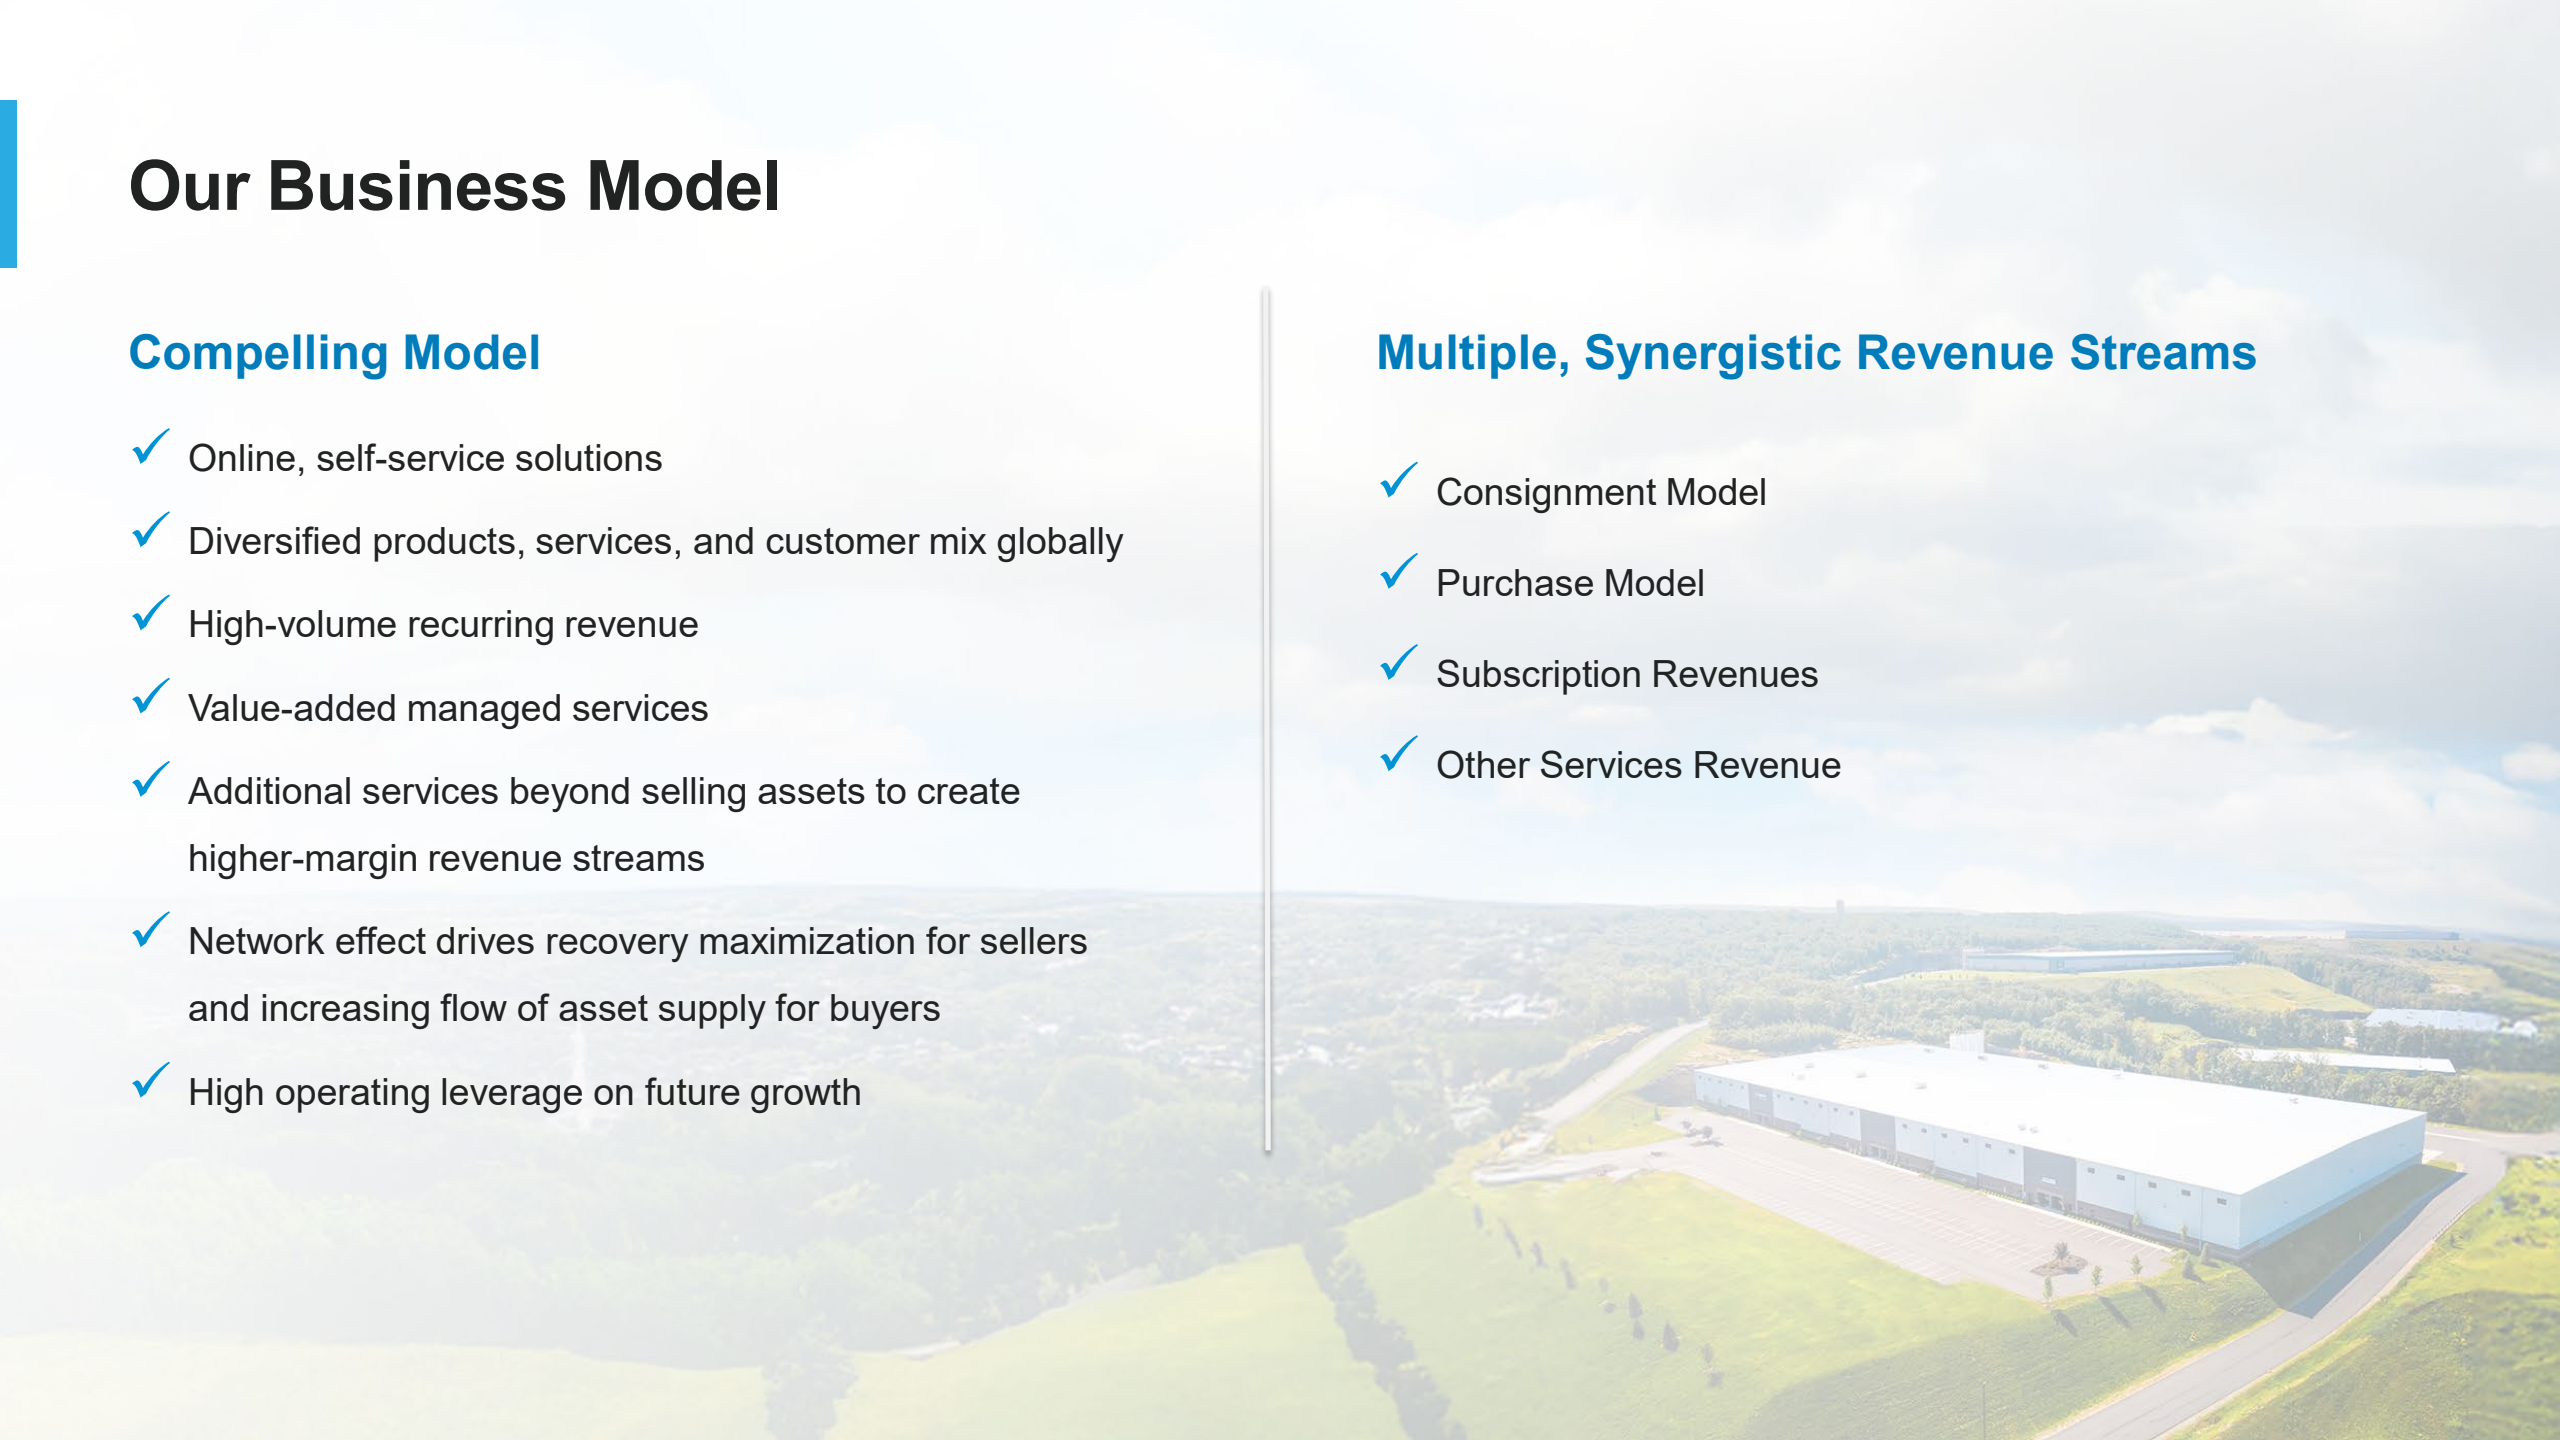 Our Business Model
Compelling Model
Online, self-service solutions
Diversified products, services, and customer mix globally
High-volume recurring revenue
Value-added managed services
Additional services beyond selling assets to create
higher-margin revenue streams
Network effect drives recovery maximization for sellers
and increasing flow of asset supply for buyers
High operating leverage on future growth
Multiple, Synergistic Revenue Streams
Consignment Model
Purchase Model
Subscription Revenues
Other Services Revenue